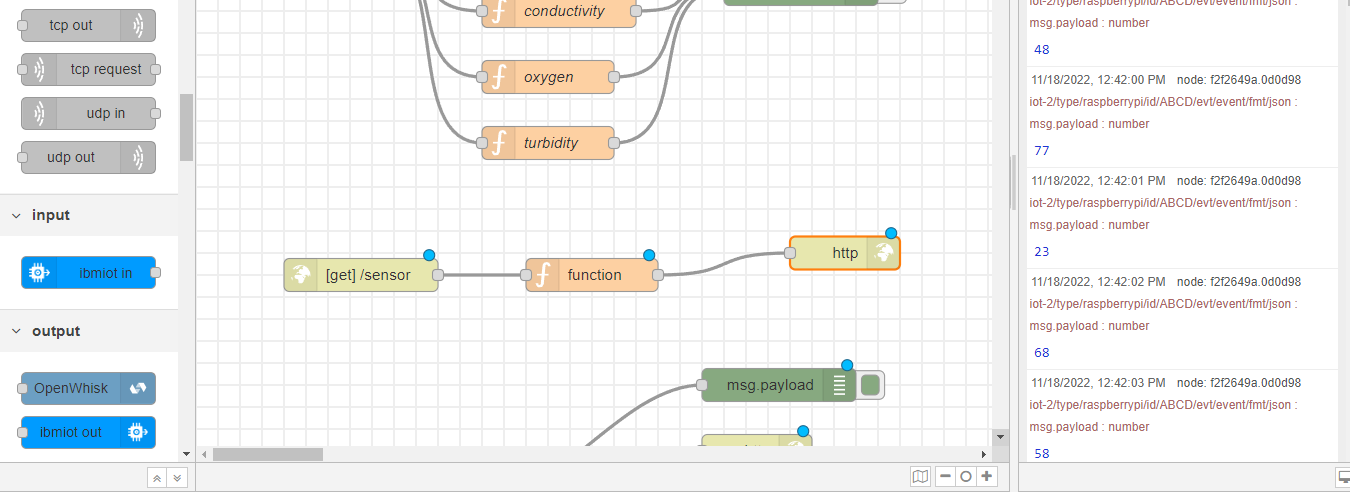 tcp out
tcp request
udp in
udp out
input
ibmiot in
output
OpenWhisk
ibmiot out
conductivity
oxygen
turbidity
[get] /sensor
function
http
msg.payload
iot-2/type/raspberrypi/id/ABCD/evt/event/fmt/json :
msg.payload : number
48
11/18/2022, 12:42:00 PM node: f2f2649a.0d0d98
iot-2/type/raspberrypi/id/ABCD/evt/event/fmt/json :
msg.payload : number
77
11/18/2022, 12:42:01 PM node: f2f2649a.0d0d98
iot-2/type/raspberrypi/id/ABCD/evt/event/fmt/json :
msg.payload : number
23
11/18/2022, 12:42:02 PM node: f2f2649a.0d0d98
iot-2/type/raspberrypi/id/ABCD/evt/event/fmt/json :
msg.payload : number
68
11/18/2022, 12:42:03 PM node: f2f2649a.0d0d98
iot-2/type/raspberrypi/id/ABCD/evt/event/fmt/json :
msg.payload : number
58